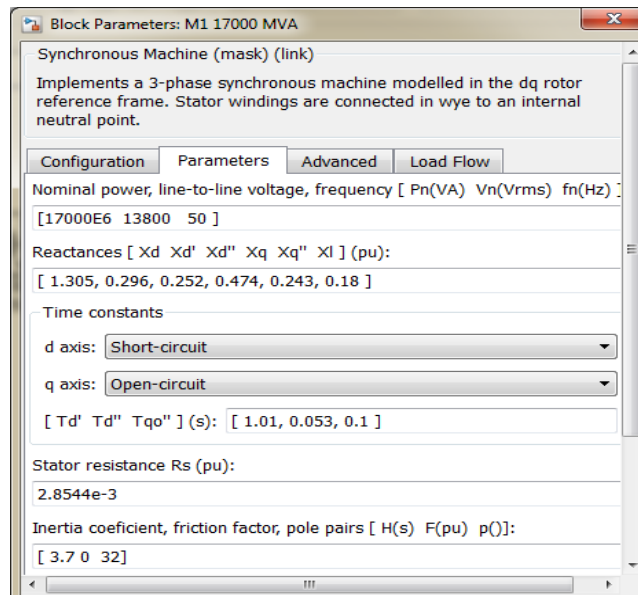 Block Parameters: M1 17000 MVA
Synchronous Machine (mask) (link)
Implements a 3-phase synchronous machine modelled in the dq rotor
reference frame. Stator windings are connected in wye to an internal
neutral point.
Configuration Parameters Advanced Load Flow
Nominal power, line-to-line voltage, frequency [ Pn(VA) Vn(Vrms) fn(Hz) ]
[17000E6 13800 50 ]
Reactances [ Xd Xd' Xd'' Xq Xq'' Xl ] (pu):
[ 1.305, 0.296, 0.252, 0.474, 0.243, 0.18 ]
Time constants
d axis: Short-circuit
q axis: Open-circuit
[ Td' Td'' Tqo'' ] (s): [ 1.01, 0.053, 0.1 ]
Stator resistance Rs (pu):
2.8544e-3
Inertia coeficient, friction factor, pole pairs [ H(s) F(pu) p()]:
[ 3.7 0 32]